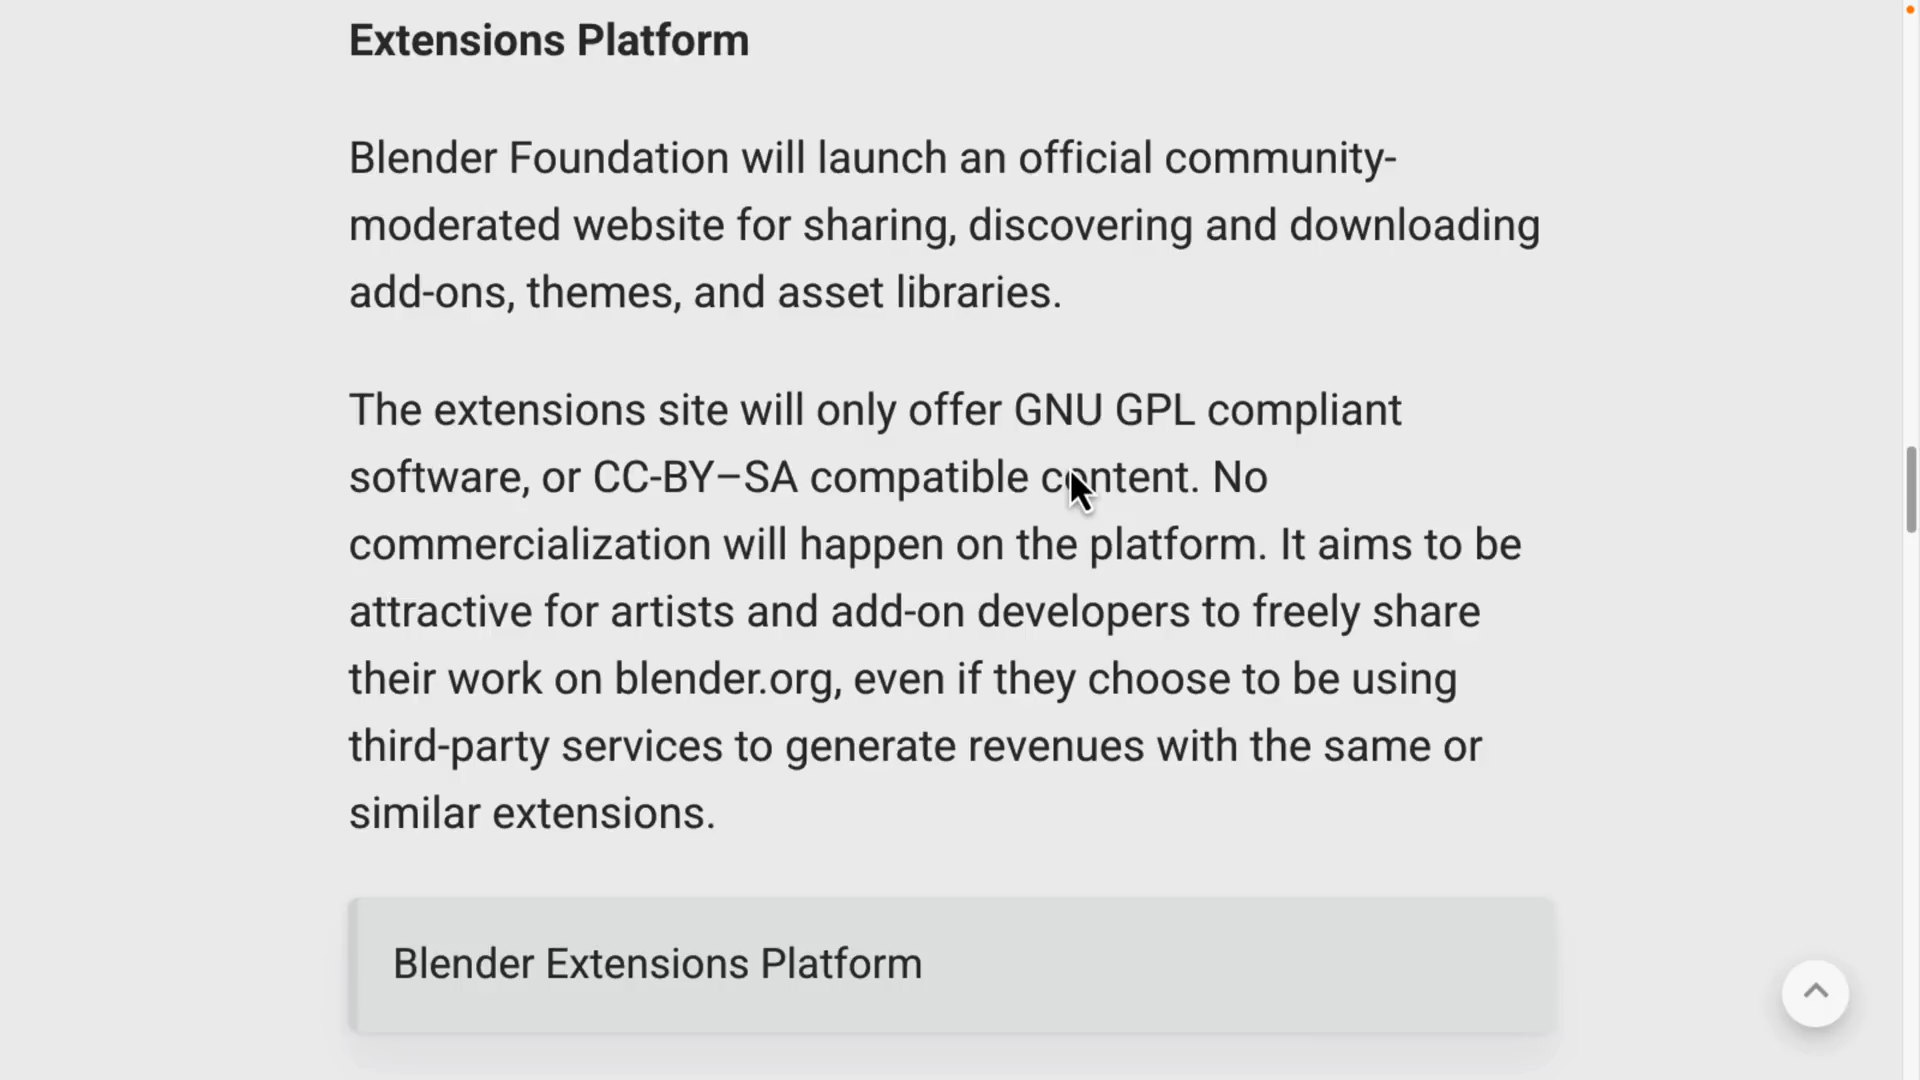 Extensions Platform
Blender Foundation will launch an official community-
moderated website for sharing, discovering and downloading
add-ons, themes, and asset libraries.
The extensions site will only offer GNU GPL compliant
software, or CC-BY–SA compatible content. No
commercialization will happen on the platform. It aims to be
attractive for artists and add-on developers to freely share
their work on blender.org, even if they choose to be using
third-party services to generate revenues with the same or
similar extensions.
Blender Extensions Platform